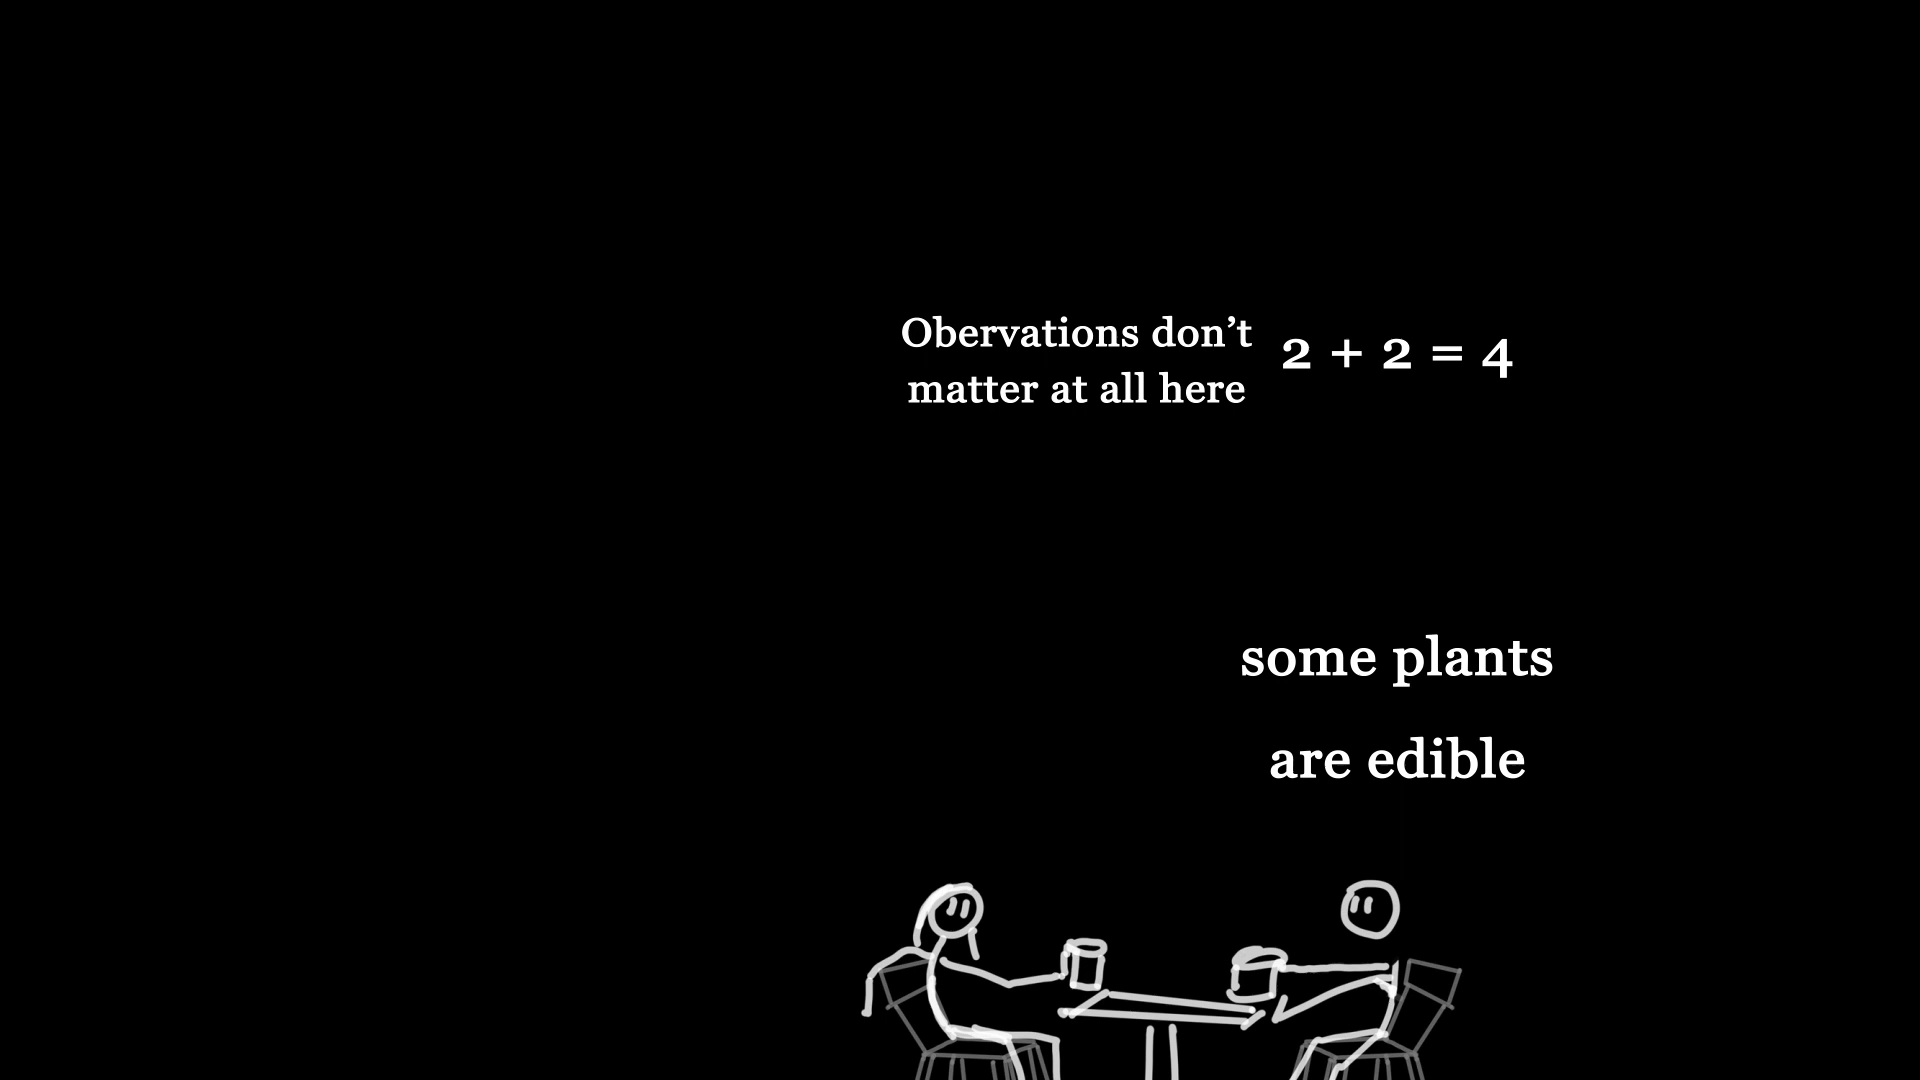 Obervations don’t
matter at all here
2 + 2 = 4
some plants
are edible